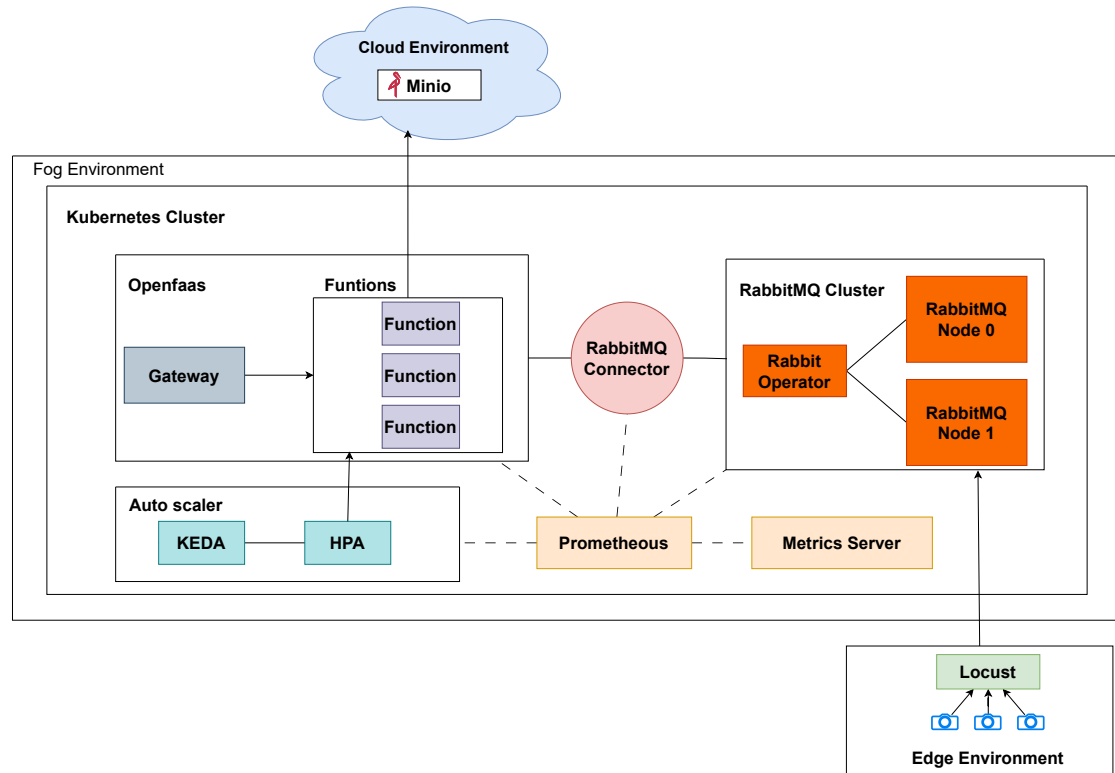 Cloud Environment
Minio
Fog Environment
Kubernetes Cluster
Openfaas
Funtions
Function
Function
Function
Gateway
RabbitMQ
Connector
RabbitMQ Cluster
RabbitMQ
Node 0
Rabbit
Operator
RabbitMQ
Node 1
Auto scaler
KEDA
HPA
Prometheous
Metrics Server
Locust
Edge Environment